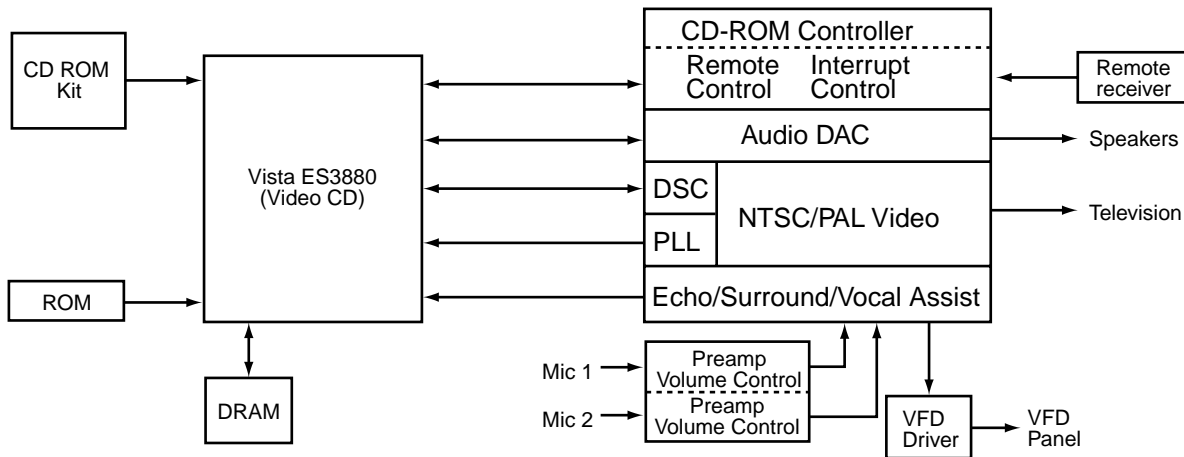 CD ROM
Kit
ROM
Vista ES3880
(Video CD)
DRAM
CD-ROM Controller
Remote Interrupt
Control Control
Audio DAC
DSC
PLL
NTSC/PAL Video
Echo/Surround/Vocal Assist
Remote
receiver
Speakers
Television
Mic 1
Preamp
Volume Control
Mic 2
Preamp
Volume Control
VFD
Driver
VFD
Panel